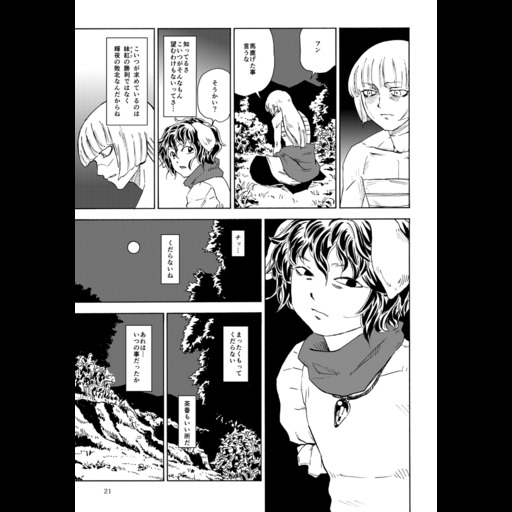 フン
馬鹿げた事
言うな
そうかい?
知ってるさ
こいつがそんなもん
望むわけもないってさ…
こいつが求めているのは
妹紅の勝利ではなく
輝夜の敗北なんだからね
チッ…
くだらないね
まったくもって
くだらない
茶番もいい所だ
あれは…
いつの事だったか
21